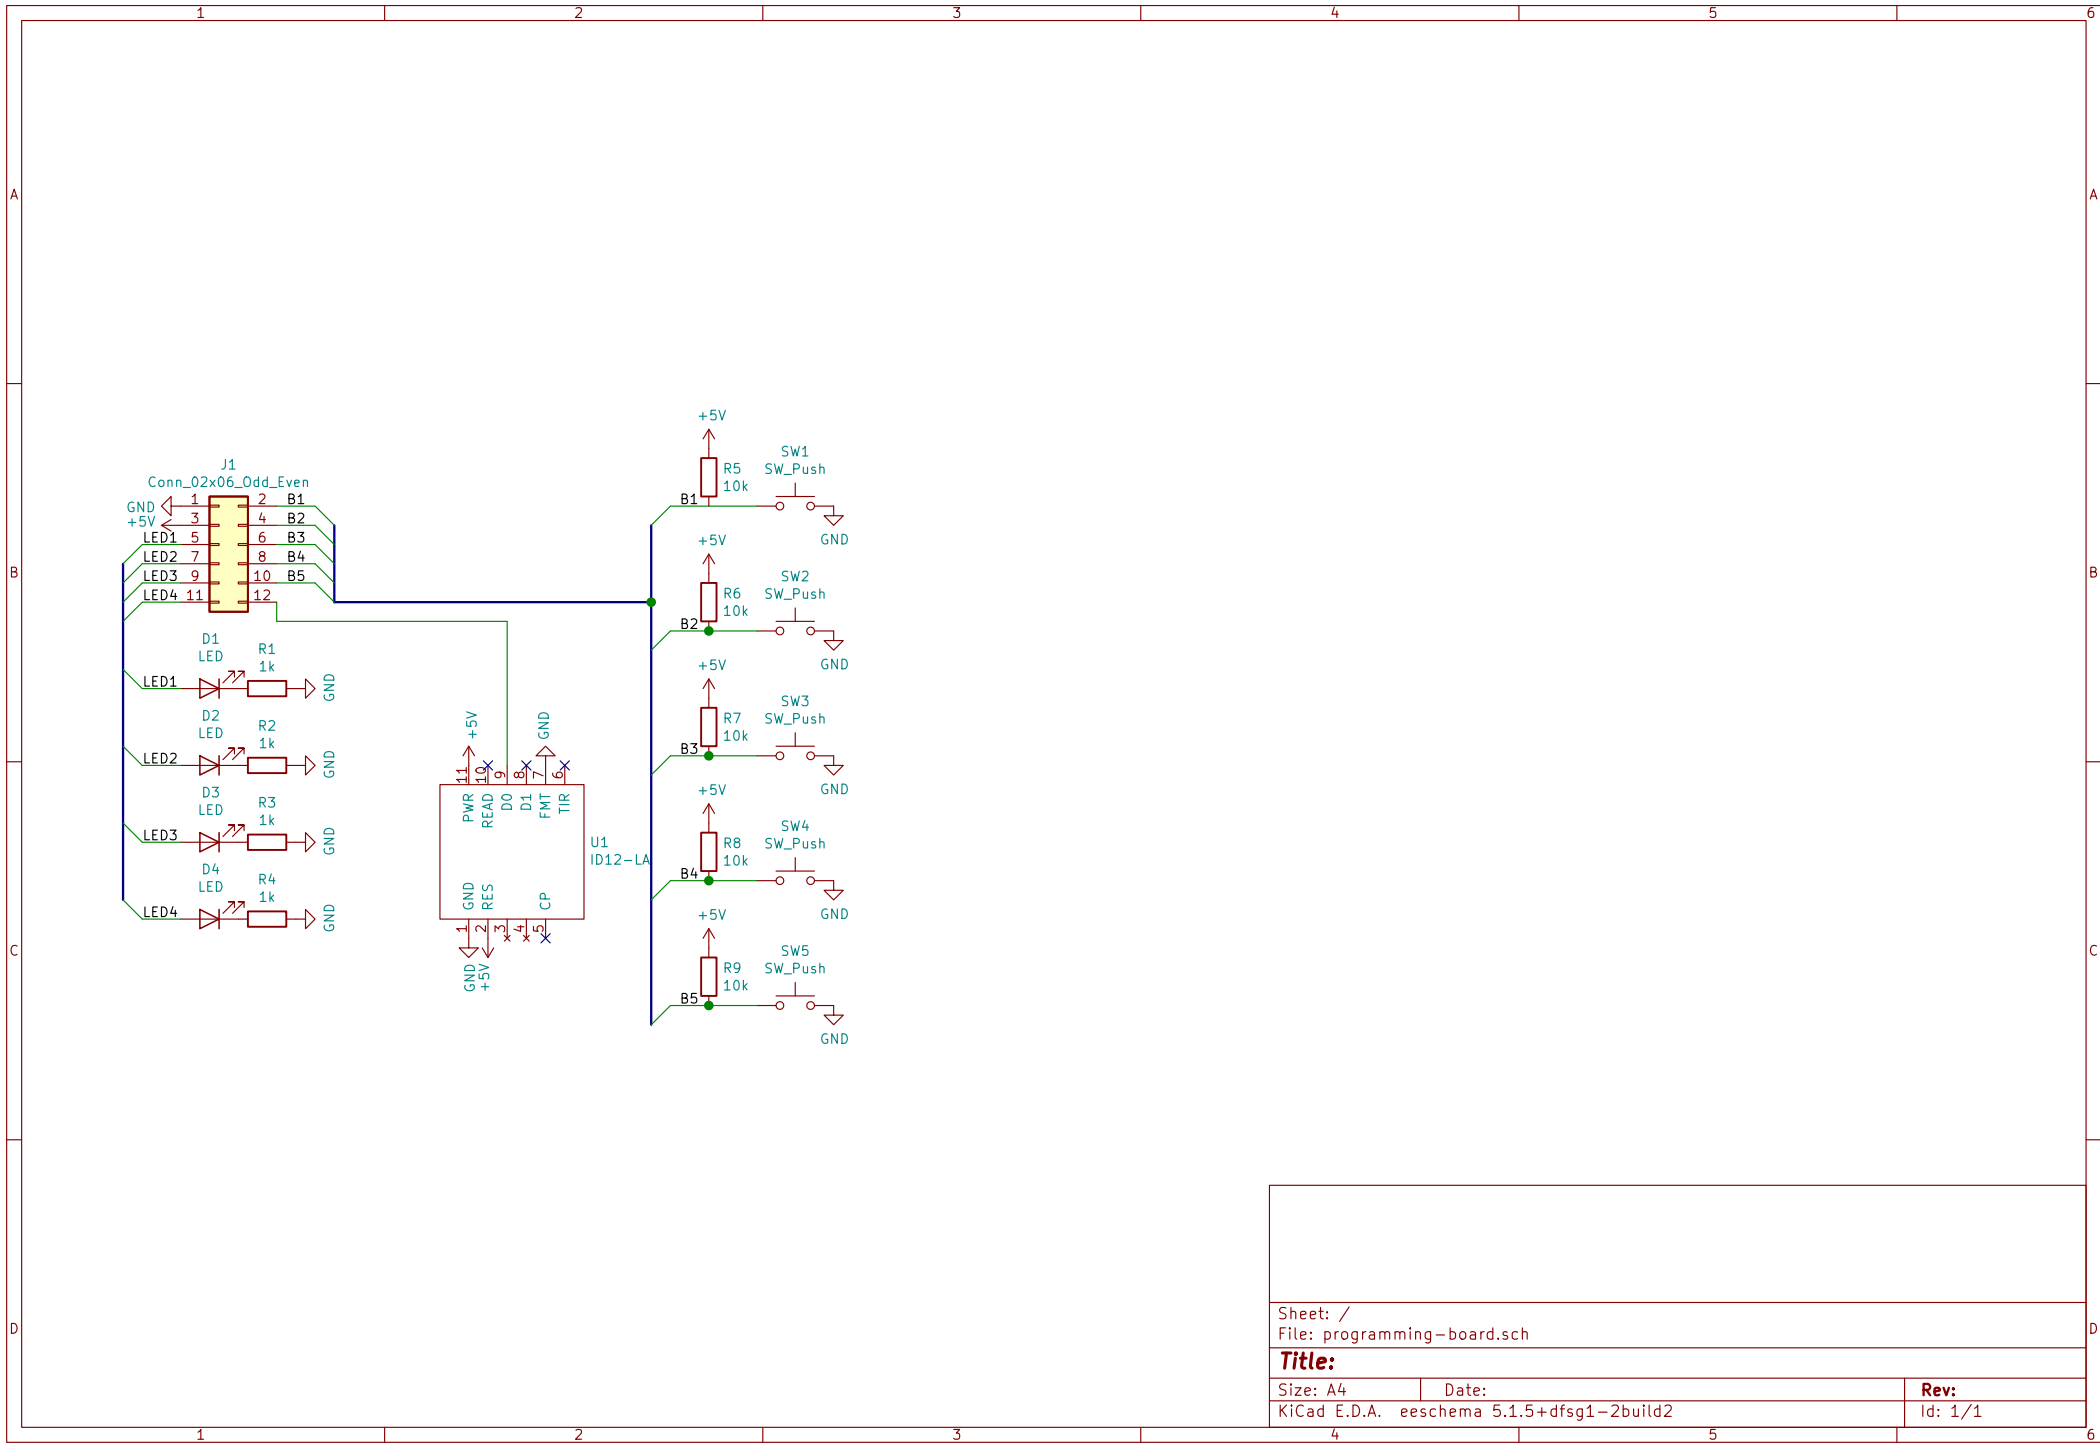 1 2 3 4 5 6
A A
B B
C C
D D
J1
Conn_02x06_Odd_Even
GND 1 2 B1
+5V 3 4 B2
LED1 5 6 B3
LED2 7 8 B4
LED3 9 10 B5
LED4 11 12
D1
LED
R1
1k
LED1
GND
D2
LED
R2
1k
LED2
GND
D3
LED
R3
1k
LED3
GND
D4
LED
R4
1k
LED4
GND
+5V
GND
11 10 9 8 7 6
PWR READ D0 D1 FMT TIR
U1
ID12-LA
GND RES CP
1 2 3 4 5
GND
+5V
+5V
R5
10k
SW1
SW_Push
B1
GND
+5V
R6
10k
SW2
SW_Push
B2
GND
+5V
R7
10k
SW3
SW_Push
B3
GND
+5V
R8
10k
SW4
SW_Push
B4
GND
+5V
R9
10k
SW5
SW_Push
B5
GND
Sheet: /
File: programming-board.sch
Title:
Size: A4 Date: Rev:
KiCad E.D.A. eeschema 5.1.5+dfsg1-2build2 Id: 1/1
1 2 3 4 5 6